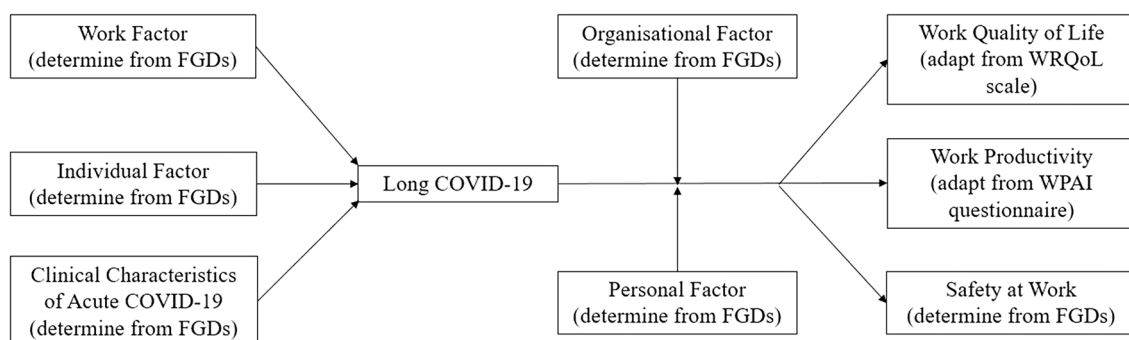 Work Factor
(determine from FGDs)
Individual Factor
(determine from FGDs)
Clinical Characteristics
of Acute COVID-19
(determine from FGDs)
Long COVID-19
Organisational Factor
(determine from FGDs)
Personal Factor
(determine from FGDs)
Work Quality of Life
(adapt from WRQoL
scale)
Work Productivity
(adapt from WPAI
questionnaire)
Safety at Work
(determine from FGDs)